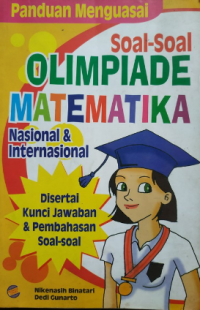 Panduan Menguasai
Soal-Soal
OLIMPIADE
MATEMATIKA
Nasional &
Internasional
Disertai
Kunci Jawaban
& Pembahasan
Soal-soal
Nikenasih Binatari
Dedi Gunarto